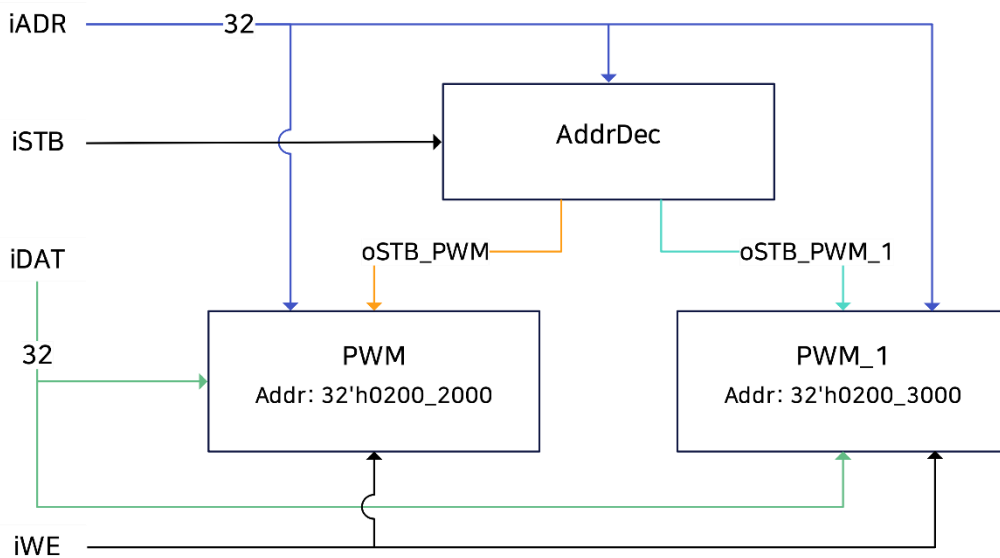 iADR
32
iSTB
AddrDec
iDAT
oSTB_PWM
oSTB_PWM_1
32
PWM
Addr: 32'h0200_2000
PWM_1
Addr: 32'h0200_3000
iWE